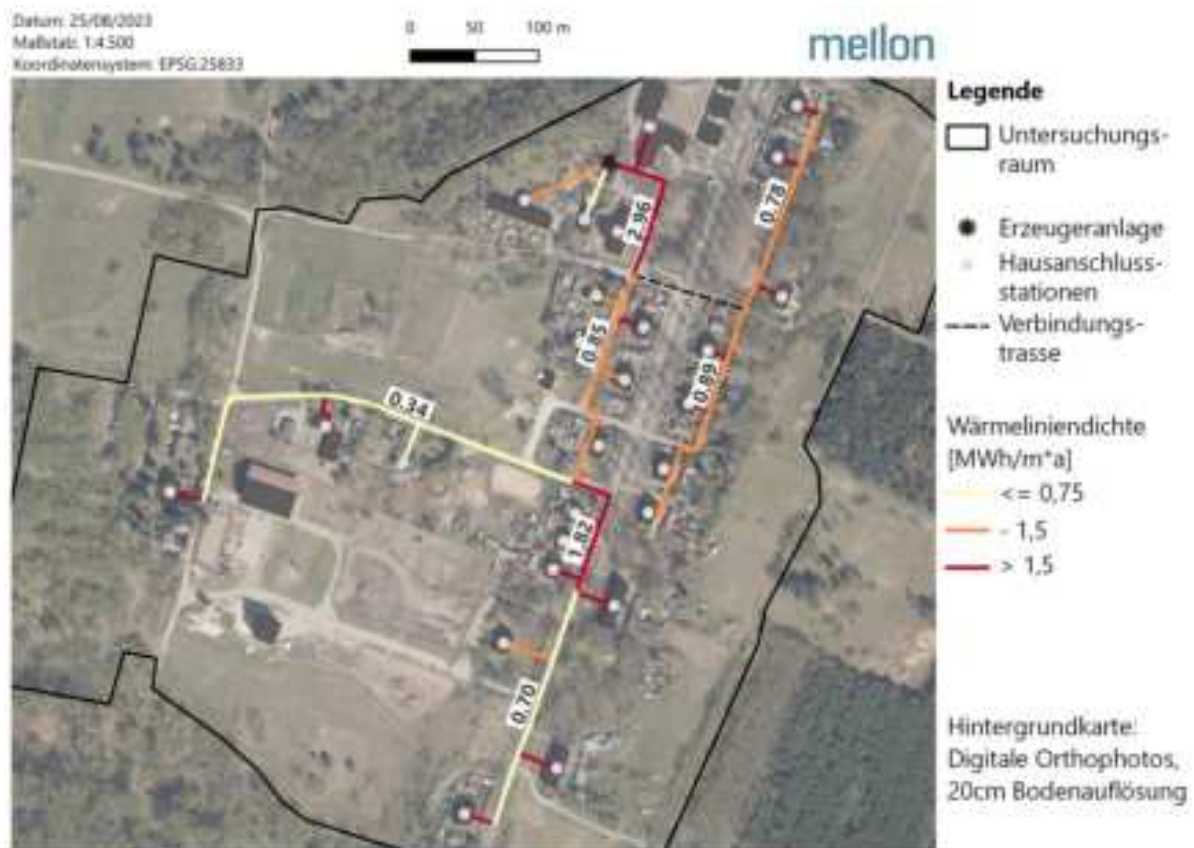 Datum: 25/08/2023
Maßstab: 1:4.500
Koordinatensystem: EPSG:25833
0 50 100 m
mellon
Legende
Untersuchungs-
raum
Erzeugeranlage
Hausanschluss-
stationen
Verbindungs-
trasse
Wärmeliniendichte
[MWh/m*a]
<= 0,75
- 1,5
> 1,5
Hintergrundkarte:
Digitale Orthophotos,
20cm Bodenauflösung
0.78
2.96
0.85
0.89
0.34
1.82
0.70